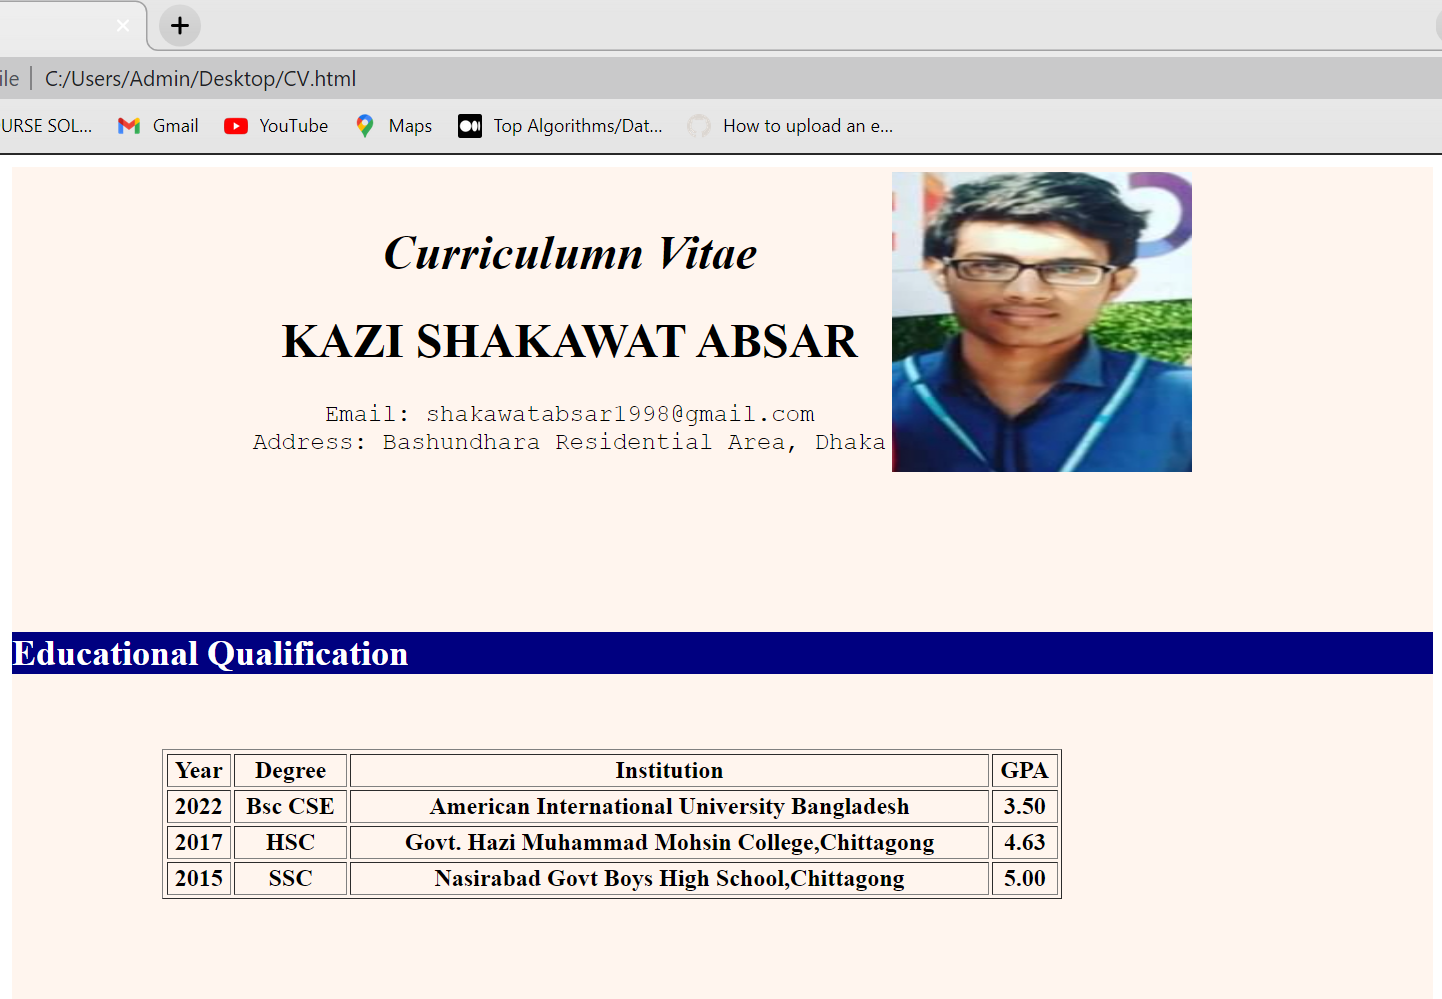 ile | C:/Users/Admin/Desktop/CV.html
URSE SOL... Gmail YouTube Maps Top Algorithms/Dat... How to upload an e...
Curriculumn Vitae
KAZI SHAKAWAT ABSAR
Email: shakawatabsar1998@gmail.com
Address: Bashundhara Residential Area, Dhaka
Educational Qualification
Year Degree Institution GPA
2022 Bsc CSE American International University Bangladesh 3.50
2017 HSC Govt. Hazi Muhammad Mohsin College,Chittagong 4.63
2015 SSC Nasirabad Govt Boys High School,Chittagong 5.00